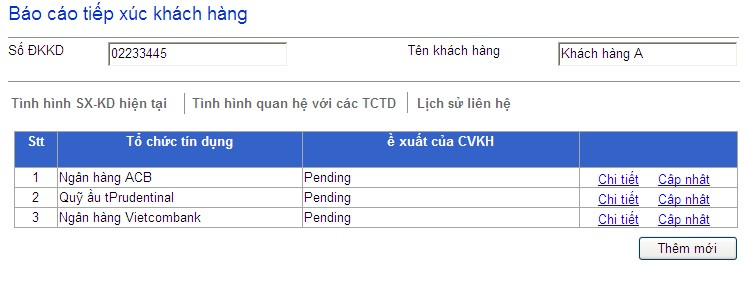 Báo cáo tiếp xúc khách hàng
Số ĐKKD 02233445 Tên khách hàng Khách hàng A
Tình hình SX-KD hiện tại Tình hình quan hệ với các TCTD Lịch sử liên hệ
Stt Tổ chức tín dụng ề xuất của CVKH
1 Ngân hàng ACB Pending Chi tiết Cập nhật
2 Quỹ ầu tPrudentinal Pending Chi tiết Cập nhật
3 Ngân hàng Vietcombank Pending Chi tiết Cập nhật
Thêm mới